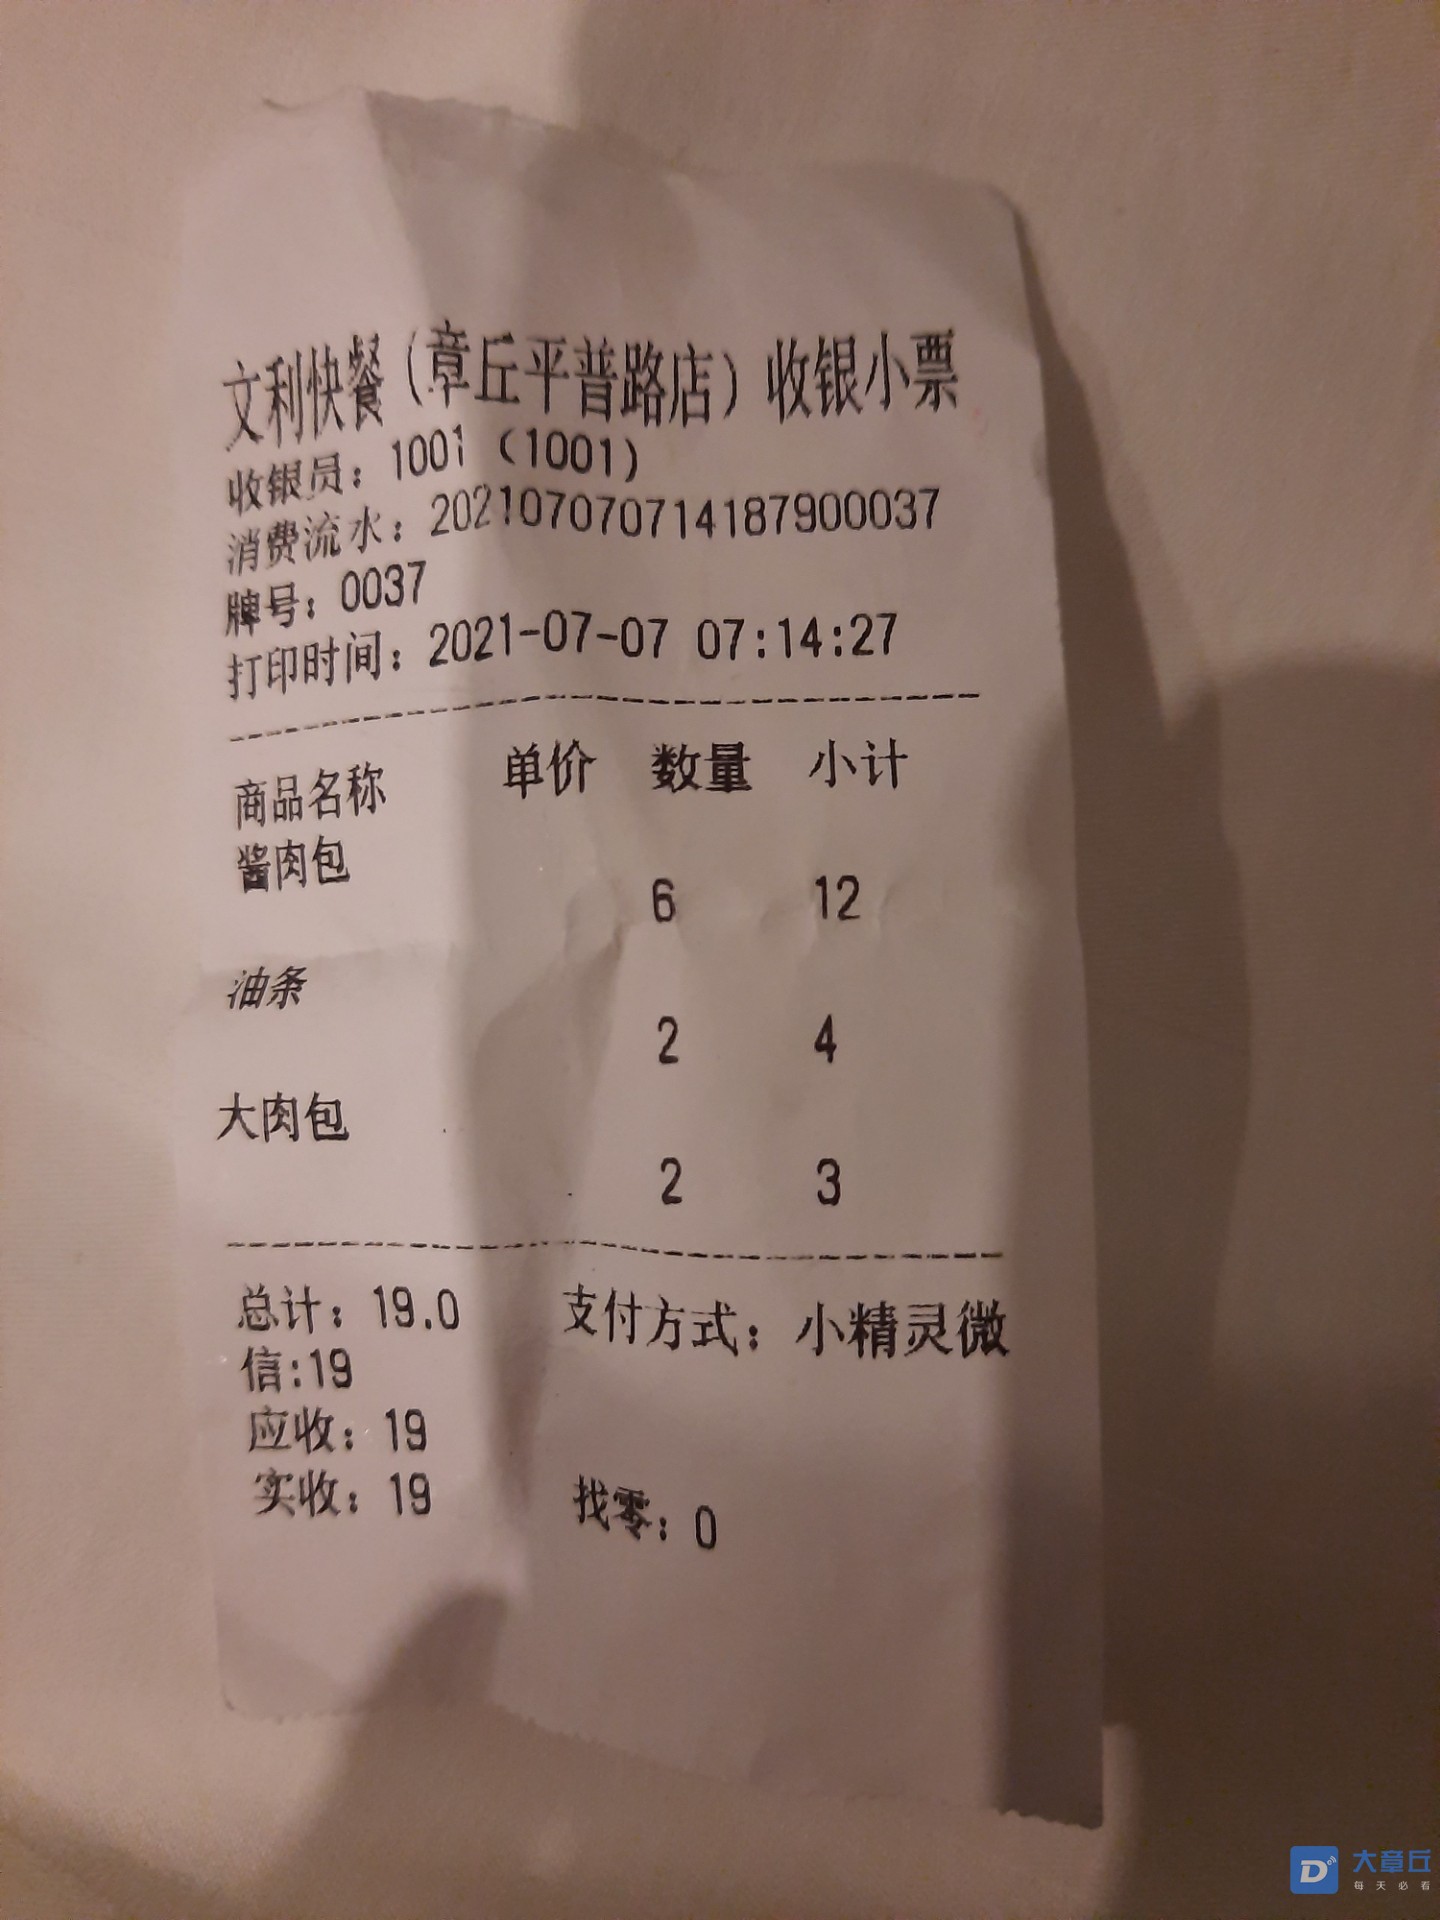 文利快餐（章丘平普路店）收银小票
收银员：1001（1001）
消费流水：202107070714187900037
牌号：0037
打印时间：2021-07-07 07:14:27
商品名称 单价 数量 小计
酱肉包
6 12
油条
2 4
大肉包
2 3
总计：19.0 支付方式：小精灵微
信:19
应收：19
实收：19 找零：0
D 大章丘
每天必看